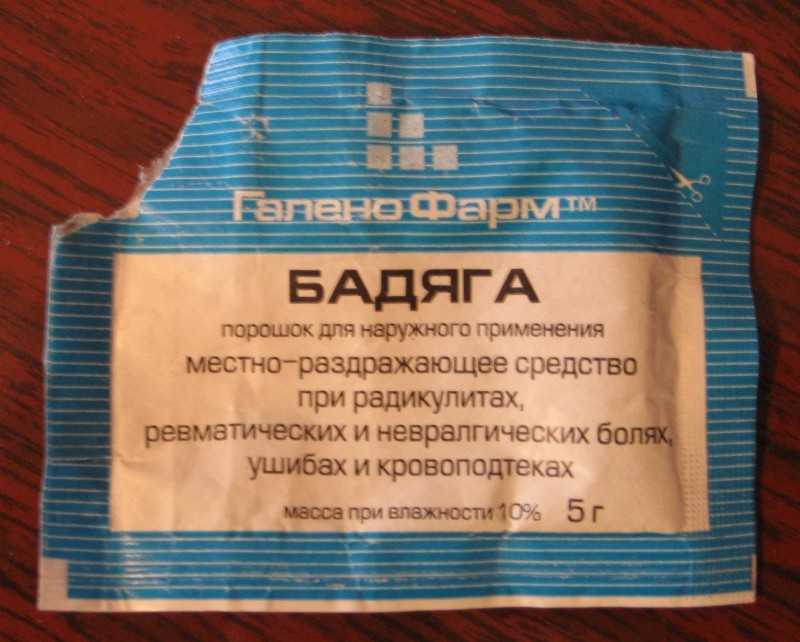 ГаленоФарм™
БАДЯГА
порошок для наружного применения
местно-раздражающее средство
при радикулитах,
ревматических и невралгических болях,
ушибах и кровоподтеках
масса при влажности 10% 5 г